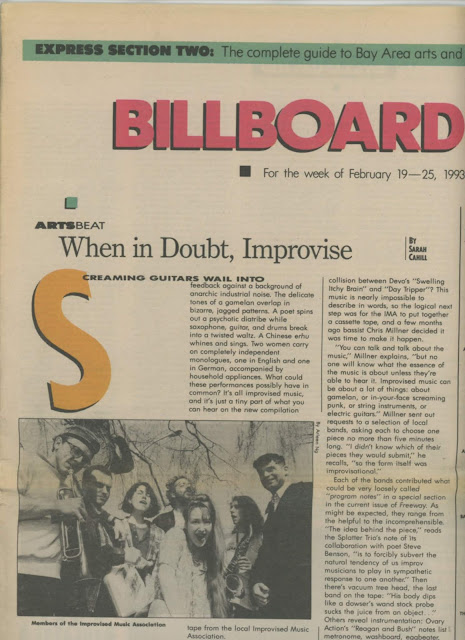 EXPRESS SECTION TWO: The complete guide to Bay Area arts and
BILLBOARD
For the week of February 19—25, 1993
ARTSBEAT
When in Doubt, Improvise
BY
SARAH
CAHILL
SCREAMING GUITARS WAIL INTO
feedback against a background of
anarchic industrial noise. The delicate
tones of a gamelan overlap in
bizarre, jagged patterns. A poet spins
out a psychotic diatribe while
saxophone, guitar, and drums break
into a twisted waltz. A Chinese erhu
whines and sings. Two women carry
on completely independent
monologues, one in English and one
in German, accompanied by
household appliances. What could
these performances possibly have in
common? It's all improvised music,
and it's just a tiny part of what you
can hear on the new compilation
Members of the Improvised Music Association
tape from the local Improvised Music
Association.
collision between Devo's "Swelling
Itchy Brain" and "Day Tripper"? This
music is nearly impossible to
describe in words, so the logical next
step was for the IMA to put together
a cassette tape, and a few months
ago bassist Chris Millner decided it
was time to make it happen.
"You can talk and talk about the
music," Millner explains, "but no
one will know what the essence of
the music is about unless they're
able to hear it. Improvised music can
be about a lot of things: about
gamelan, or in-your-face screaming
punk, or string instruments, or
electric guitars." Millner sent out
requests to a selection of local
bands, asking each to choose one
piece no more than five minutes
long. "I didn't know which of their
pieces they would submit," he
recalls, "so the form itself was
improvisational."
Each of the bands contributed what
could be very loosely called
"program notes" in a special section
in the current issue of Freeway. As
might be expected, they range from
the helpful to the incomprehensible.
"The idea behind the piece," reads
the Splatter Trio's note of its
collaboration with poet Steve
Benson, "is to forcibly subvert the
natural tendency of us improv
musicians to play in sympathetic
response to one another." Then
there's vacuum tree head, the last
band on the tape: "His body dips
like a dowser's wand stock probe
sucks the juice from an object..."
Others reveal instrumentation: Ovary
Action's "Reagan and Bush" notes list
metronome, washboard, eggbeater,